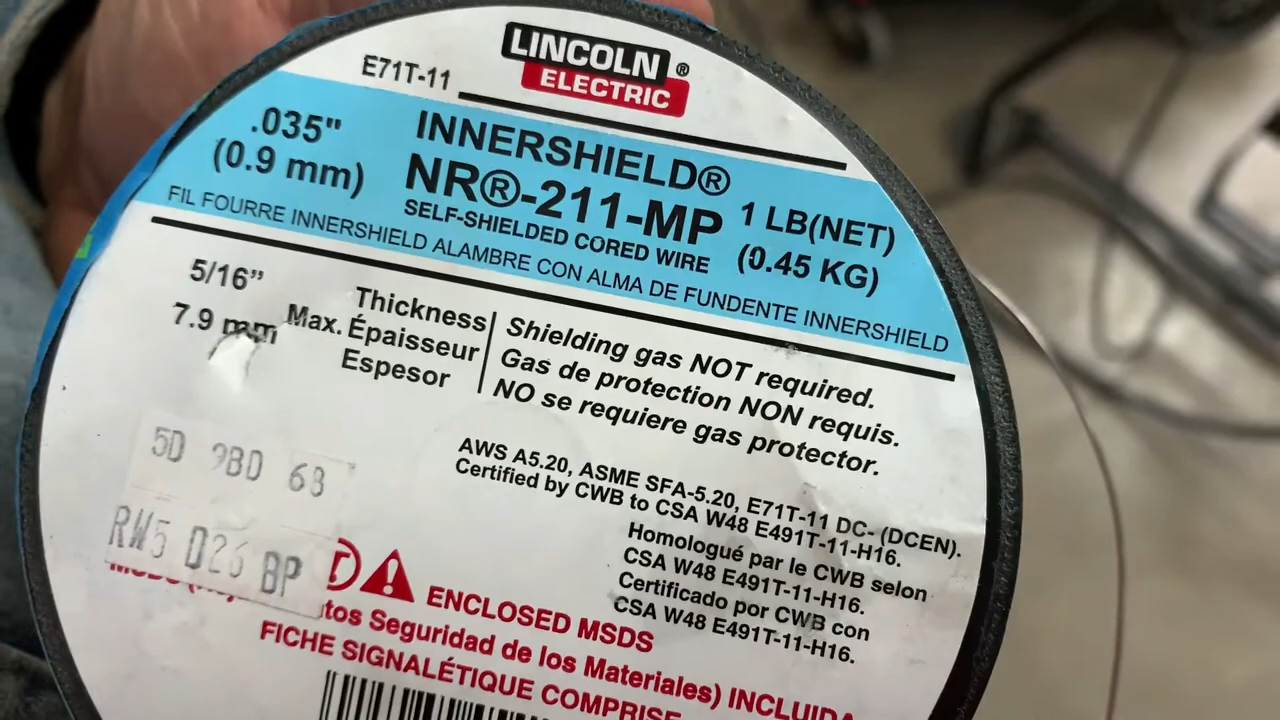 LINCOLN ®
ELECTRIC
E71T-11
.035"
(0.9 mm)
INNERSHIELD®
NR®-211-MP
SELF-SHIELDED CORED WIRE
1 LB(NET)
(0.45 KG)
FIL FOURRE INNERSHIELD ALAMBRE CON ALMA DE FUNDENTE INNERSHIELD
5/16”
7.9 mm
Max.
Thickness
Épaisseur
Espesor
Shielding gas NOT required.
Gas de protection NON requis.
NO se requiere gas protector.
AWS A5.20, ASME SFA-5.20, E71T-11 DC- (DCEN).
Certified by CWB to CSA W48 E491T-11-H16.
Homologué par le CWB selon
CSA W48 E491T-11-H16.
Certificado por CWB con
CSA W48 E491T-11-H16.
5D 9BD 68
RW5 D26 BP
ENCLOSED MSDS
Seguridad de los Materiales) INCLUIDA
FICHE SIGNALÉTIQUE COMPRISE